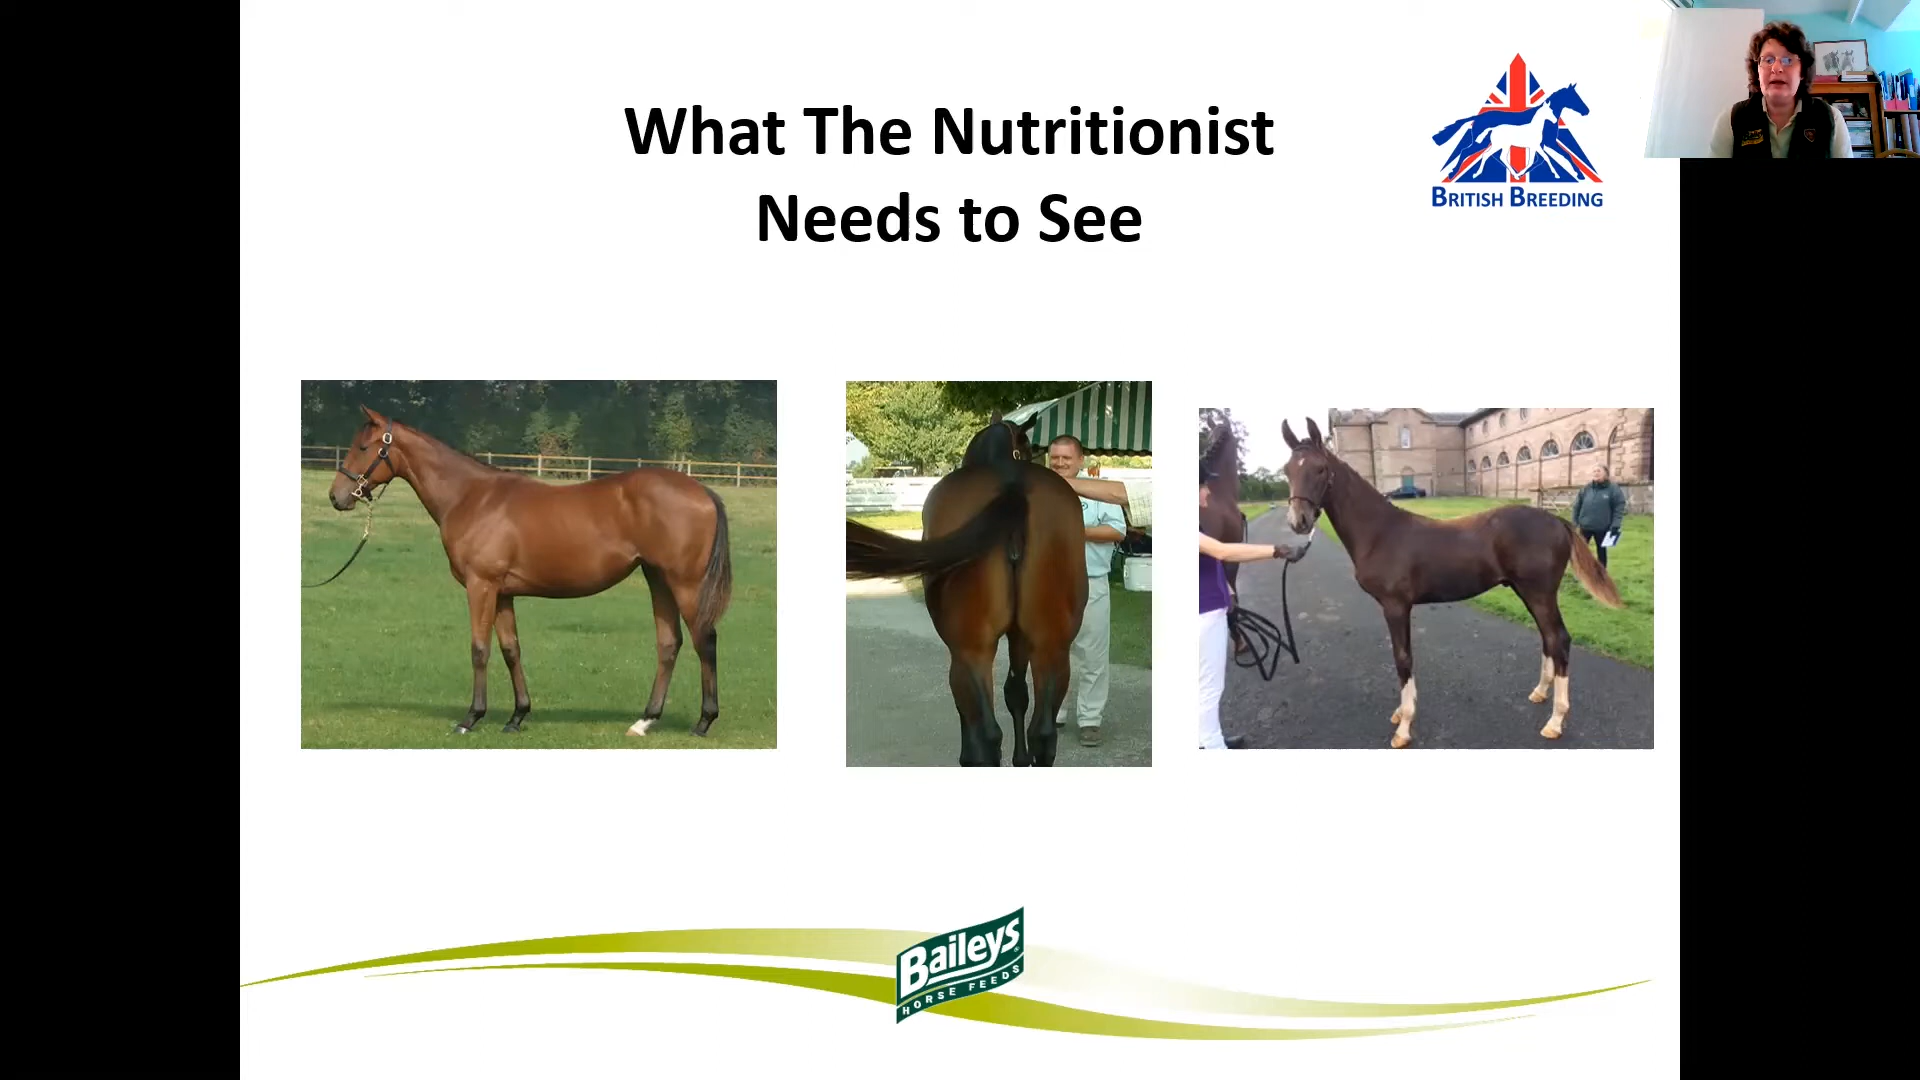 What The Nutritionist
Needs to See
BRITISH BREEDING
Baileys
HORSE FEEDS